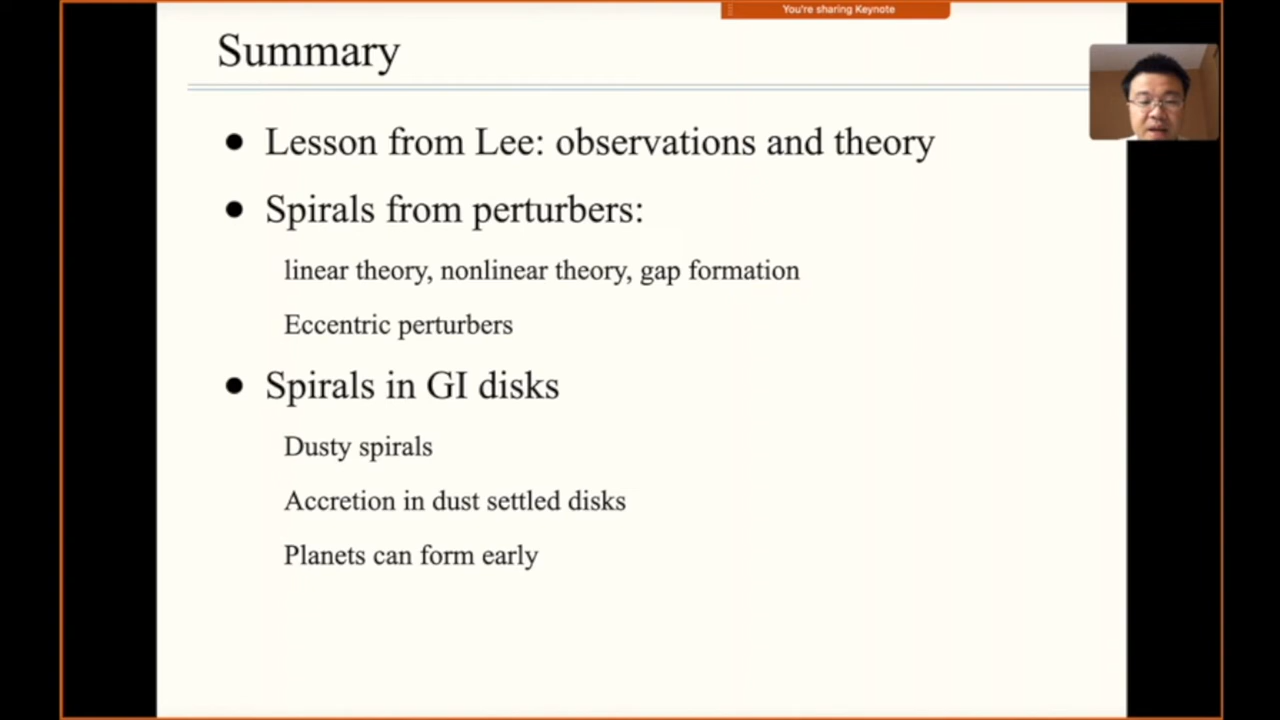 You're sharing Keynote
Summary
● Lesson from Lee: observations and theory
● Spirals from perturbers:
linear theory, nonlinear theory, gap formation
Eccentric perturbers
● Spirals in GI disks
Dusty spirals
Accretion in dust settled disks
Planets can form early